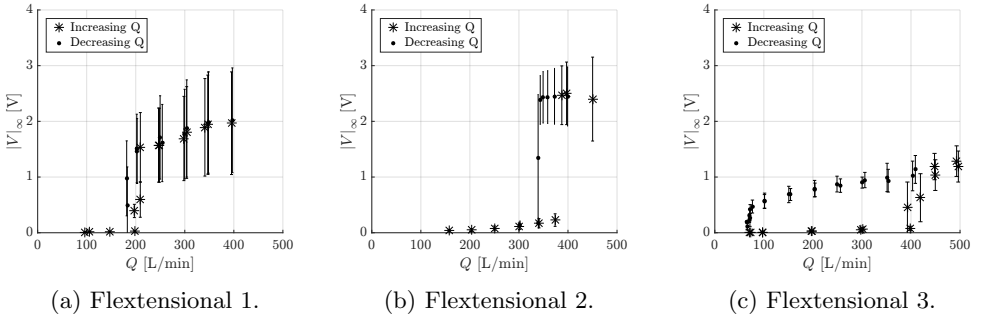 Increasing Q
Decreasing Q
4
3
2
1
0
|V|∞ [V]
0 100 200 300 400 500
Q [L/min]
(a) Flextensional 1.
Increasing Q
Decreasing Q
4
3
2
1
0
|V|∞ [V]
0 100 200 300 400 500
Q [L/min]
(b) Flextensional 2.
Increasing Q
Decreasing Q
4
3
2
1
0
|V|∞ [V]
0 100 200 300 400 500
Q [L/min]
(c) Flextensional 3.